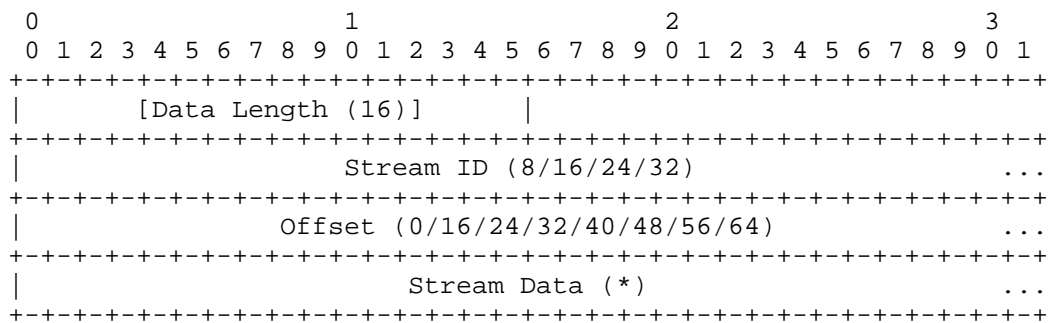 0                   1                   2                   3
 0 1 2 3 4 5 6 7 8 9 0 1 2 3 4 5 6 7 8 9 0 1 2 3 4 5 6 7 8 9 0 1
+-+-+-+-+-+-+-+-+-+-+-+-+-+-+-+-+-+-+-+-+-+-+-+-+-+-+-+-+-+-+-+-+
|       [Data Length (16)]      |
+-+-+-+-+-+-+-+-+-+-+-+-+-+-+-+-+-+-+-+-+-+-+-+-+-+-+-+-+-+-+-+-+
|                    Stream ID (8/16/24/32)                   ...
+-+-+-+-+-+-+-+-+-+-+-+-+-+-+-+-+-+-+-+-+-+-+-+-+-+-+-+-+-+-+-+-+
|                Offset (0/16/24/32/40/48/56/64)              ...
+-+-+-+-+-+-+-+-+-+-+-+-+-+-+-+-+-+-+-+-+-+-+-+-+-+-+-+-+-+-+-+-+
|                        Stream Data (*)                      ...
+-+-+-+-+-+-+-+-+-+-+-+-+-+-+-+-+-+-+-+-+-+-+-+-+-+-+-+-+-+-+-+-+